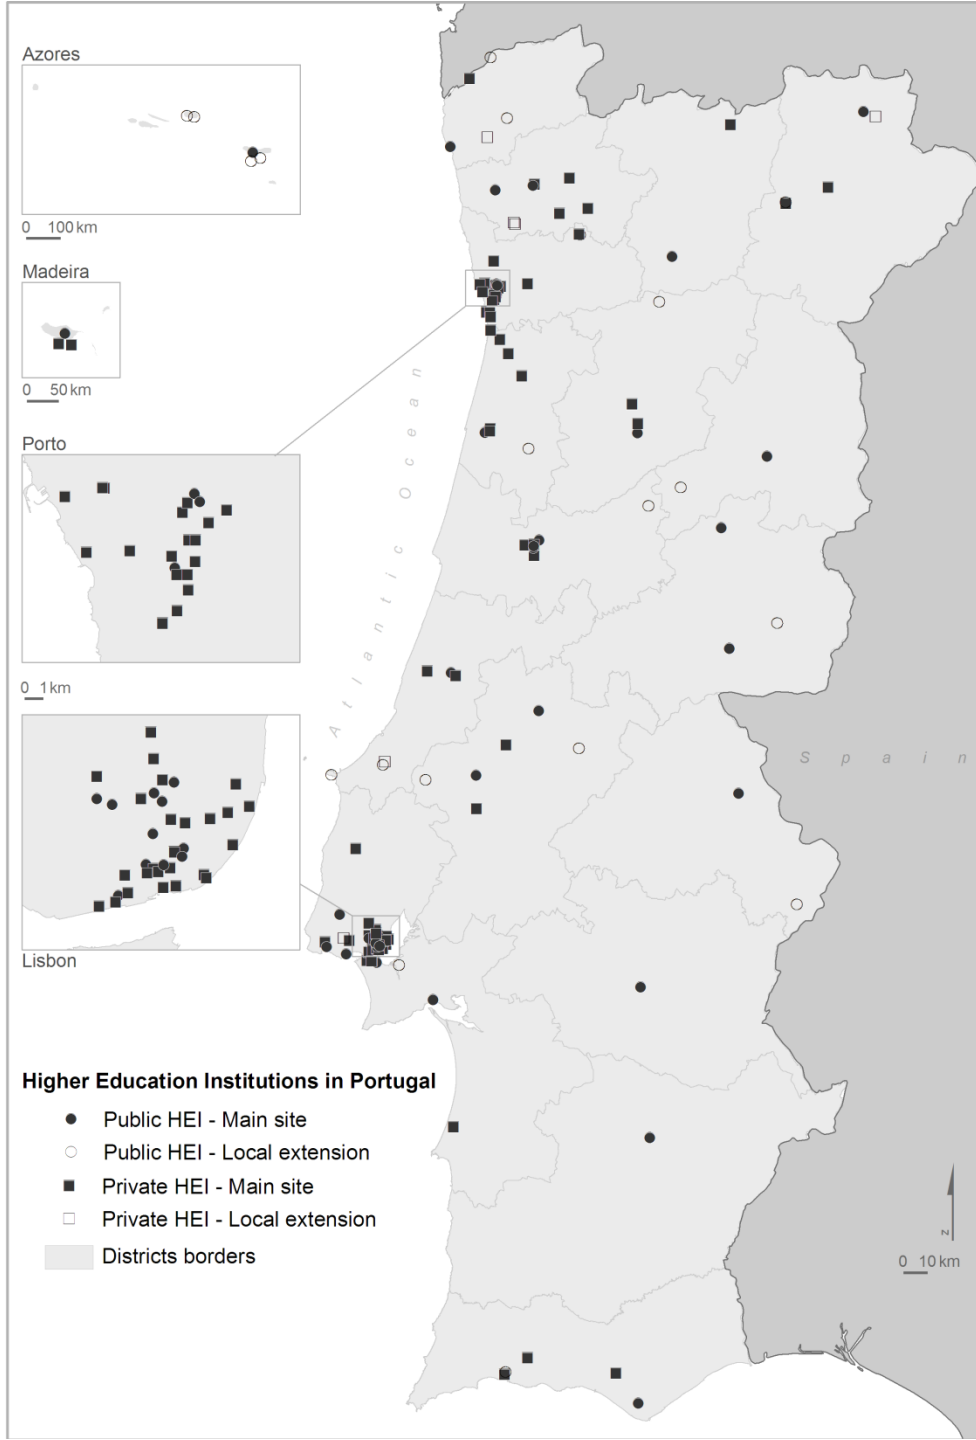 Azores
0 100 km
Madeira
0 50 km
Porto
0 1 km
Lisbon
Atlantic Ocean
Spain
Higher Education Institutions in Portugal
Public HEI - Main site
Public HEI - Local extension
Private HEI - Main site
Private HEI - Local extension
Districts borders
N
0 10 km